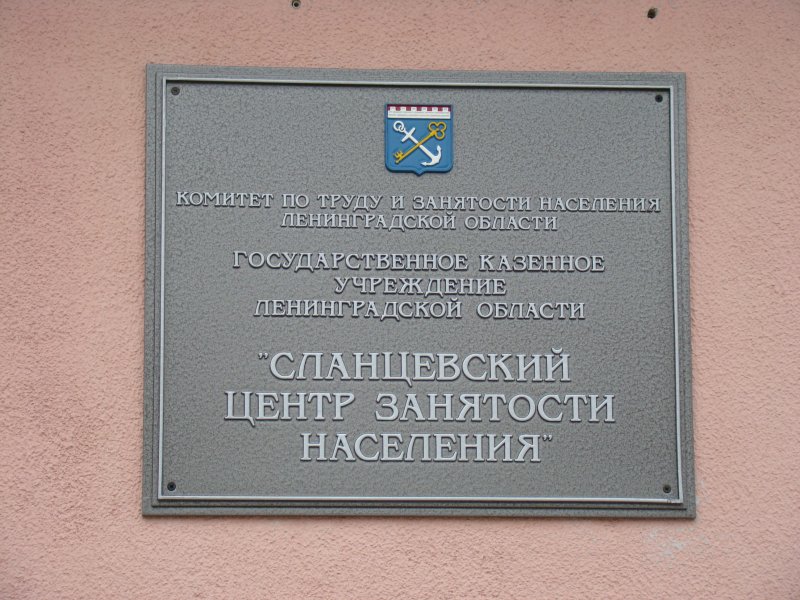 КОМИТЕТ ПО ТРУДУ И ЗАНЯТОСТИ НАСЕЛЕНИЯ
ЛЕНИНГРАДСКОЙ ОБЛАСТИ
ГОСУДАРСТВЕННОЕ КАЗЕННОЕ
УЧРЕЖДЕНИЕ
ЛЕНИНГРАДСКОЙ ОБЛАСТИ
"СЛАНЦЕВСКИЙ
ЦЕНТР ЗАНЯТОСТИ
НАСЕЛЕНИЯ"